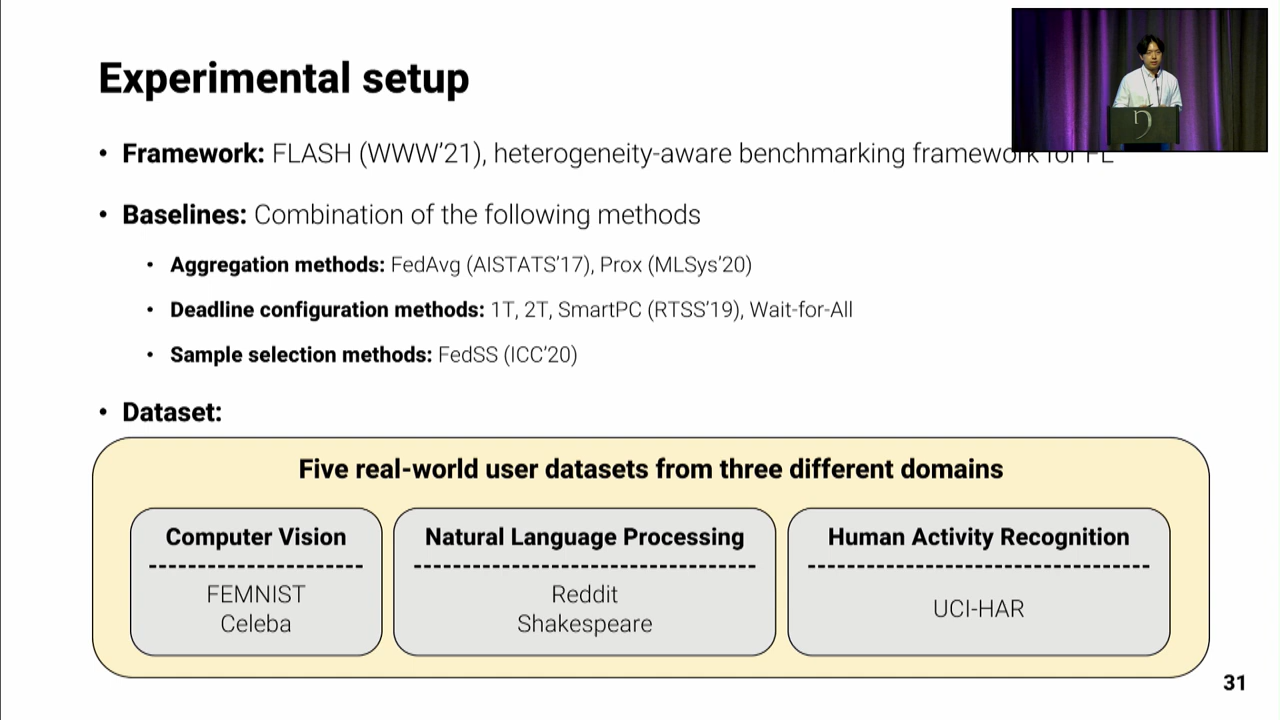 Experimental setup
• Framework: FLASH (WWW'21), heterogeneity-aware benchmarking framework for FL
• Baselines: Combination of the following methods
• Aggregation methods: FedAvg (AISTATS'17), Prox (MLSys'20)
• Deadline configuration methods: 1T, 2T, SmartPC (RTSS'19), Wait-for-All
• Sample selection methods: FedSS (ICC'20)
• Dataset:
Five real-world user datasets from three different domains
Computer Vision
FEMNIST
Celeba
Natural Language Processing
Reddit
Shakespeare
Human Activity Recognition
UCI-HAR
31